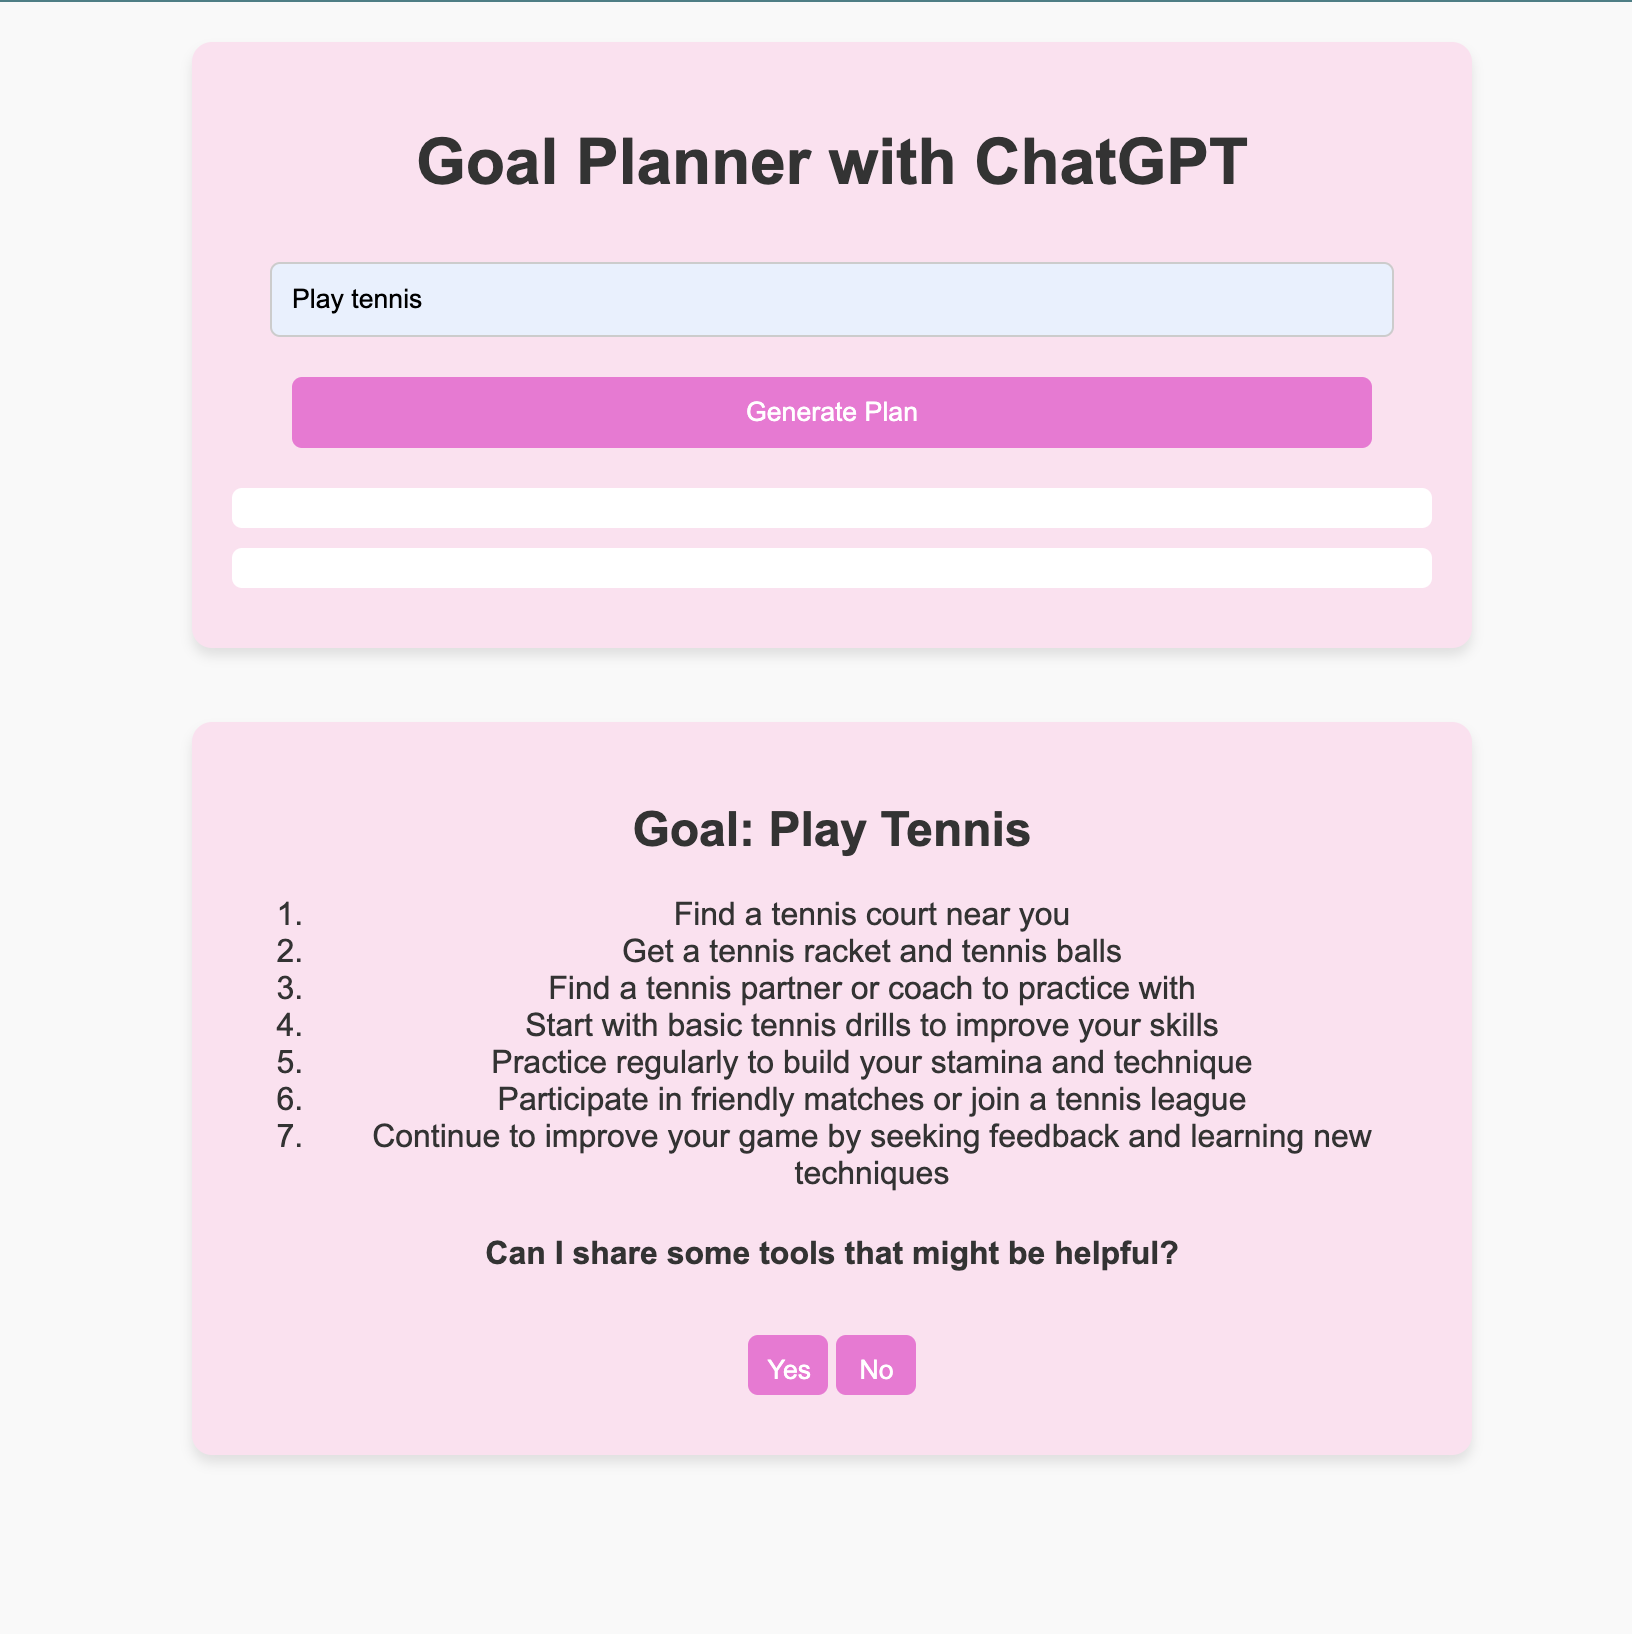 Goal Planner with ChatGPT
Play tennis
Generate Plan
Goal: Play Tennis
1. Find a tennis court near you
2. Get a tennis racket and tennis balls
3. Find a tennis partner or coach to practice with
4. Start with basic tennis drills to improve your skills
5. Practice regularly to build your stamina and technique
6. Participate in friendly matches or join a tennis league
7. Continue to improve your game by seeking feedback and learning new
techniques
Can I share some tools that might be helpful?
Yes No